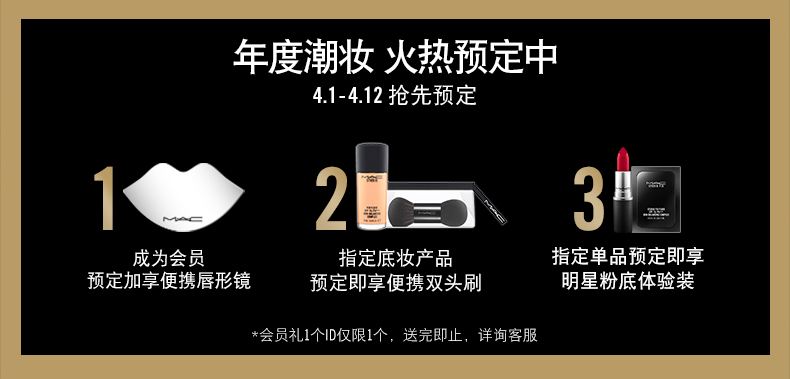 年度潮妆 火热预定中
4.1-4.12 抢先预定
1
MAC
成为会员
预定加享便携唇形镜
2
MAC
MAC
指定底妆产品
预定即享便携双头刷
3
MAC
指定单品预定即享
明星粉底体验装
*会员礼1个ID仅限1个，送完即止，详询客服